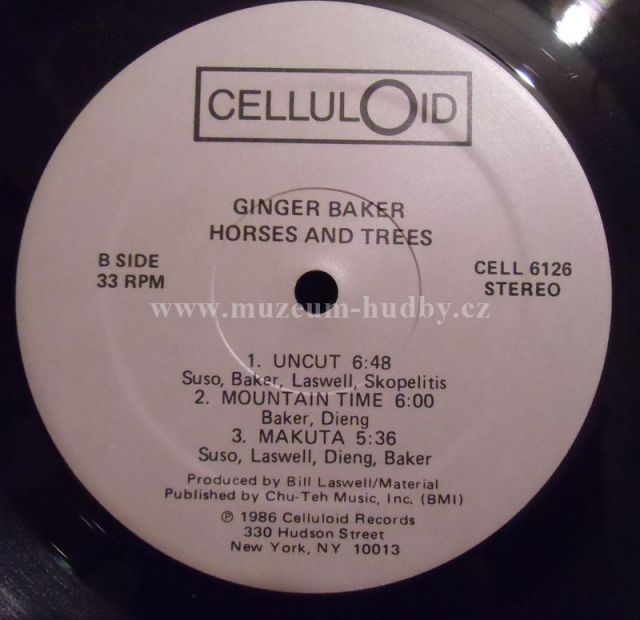 CELLULOID
GINGER BAKER
HORSES AND TREES
B SIDE
33 RPM
CELL 6126
STEREO
www.muzeum-hudby.cz
1. UNCUT 6:48
Suso, Baker, Laswell, Skopelitis
2. MOUNTAIN TIME 6:00
Baker, Dieng
3. MAKUTA 5:36
Suso, Laswell, Dieng, Baker
Produced by Bill Laswell/Material
Published by Chu-Teh Music, Inc. (BMI)
℗ 1986 Celluloid Records
330 Hudson Street
New York, NY 10013